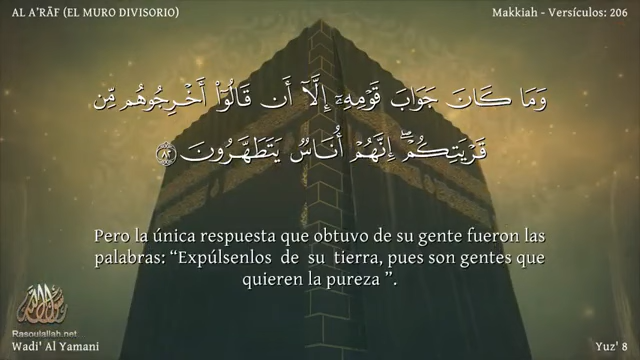 AL A'RĀF (EL MURO DIVISORIO)
Makkiah - Versículos: 206
وَمَا كَانَ جَوَابَ قَوْمِهِۦٓ إِلَّآ أَن قَالُوٓا۟ أَخْرِجُوهُم مِّن
قَرْيَتِكُمْ ۖ إِنَّهُمْ أُنَاسٌ يَتَطَهَّرُونَ ٨٢
Pero la única respuesta que obtuvo de su gente fueron las
palabras: “Expúlsenlos de su tierra, pues son gentes que
quieren la pureza ”.
Rasoulallah.net
Wadi' Al Yamani
Yuz' 8